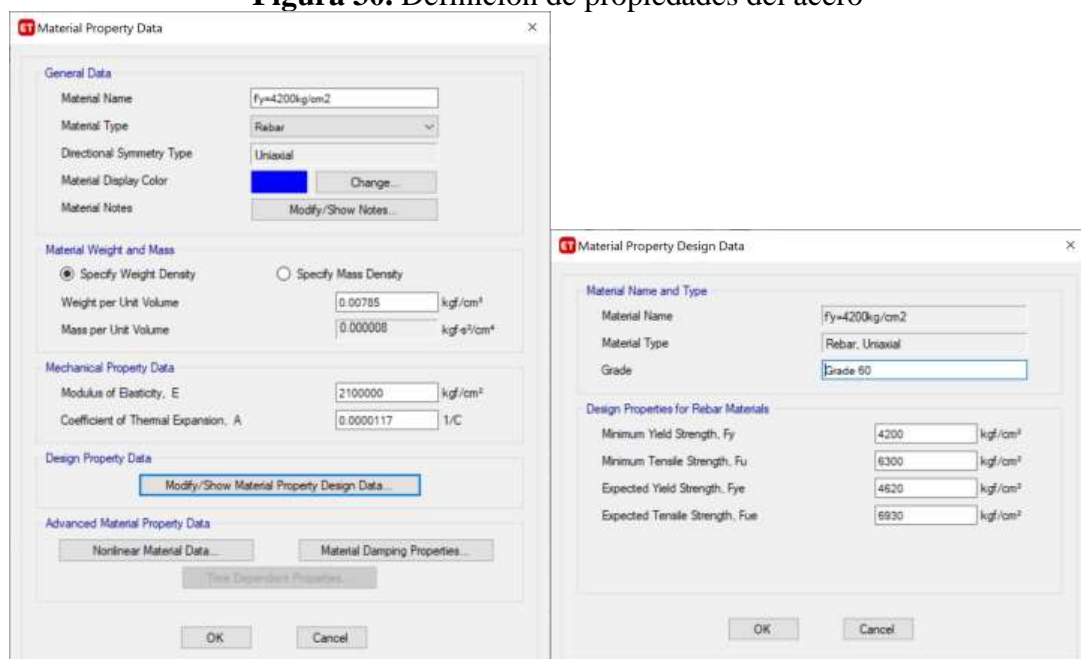 Figura 30. Definición de propiedades del acero
ET Material Property Data ×
General Data
Material Name f'y=4200kg/cm2
Material Type Rebar
Directional Symmetry Type Uniaxial
Material Display Color Change...
Material Notes Modify/Show Notes...
Material Weight and Mass
Specify Weight Density Specify Mass Density
Weight per Unit Volume 0.00785 kgf/cm³
Mass per Unit Volume 0.000008 kgf-s²/cm⁴
Mechanical Property Data
Modulus of Elasticity, E 2100000 kgf/cm²
Coefficient of Thermal Expansion, A 0.0000117 1/C
Design Property Data
Modify/Show Material Property Design Data...
Advanced Material Property Data
Nonlinear Material Data... Material Damping Properties...
Time Dependent Properties...
OK Cancel
ET Material Property Design Data ×
Material Name and Type
Material Name f'y=4200kg/cm2
Material Type Rebar, Uniaxial
Grade Grade 60
Design Properties for Rebar Materials
Minimum Yield Strength, Fy 4200 kgf/cm²
Minimum Tensile Strength, Fu 6300 kgf/cm²
Expected Yield Strength, Fye 4620 kgf/cm²
Expected Tensile Strength, Fue 6930 kgf/cm²
OK Cancel